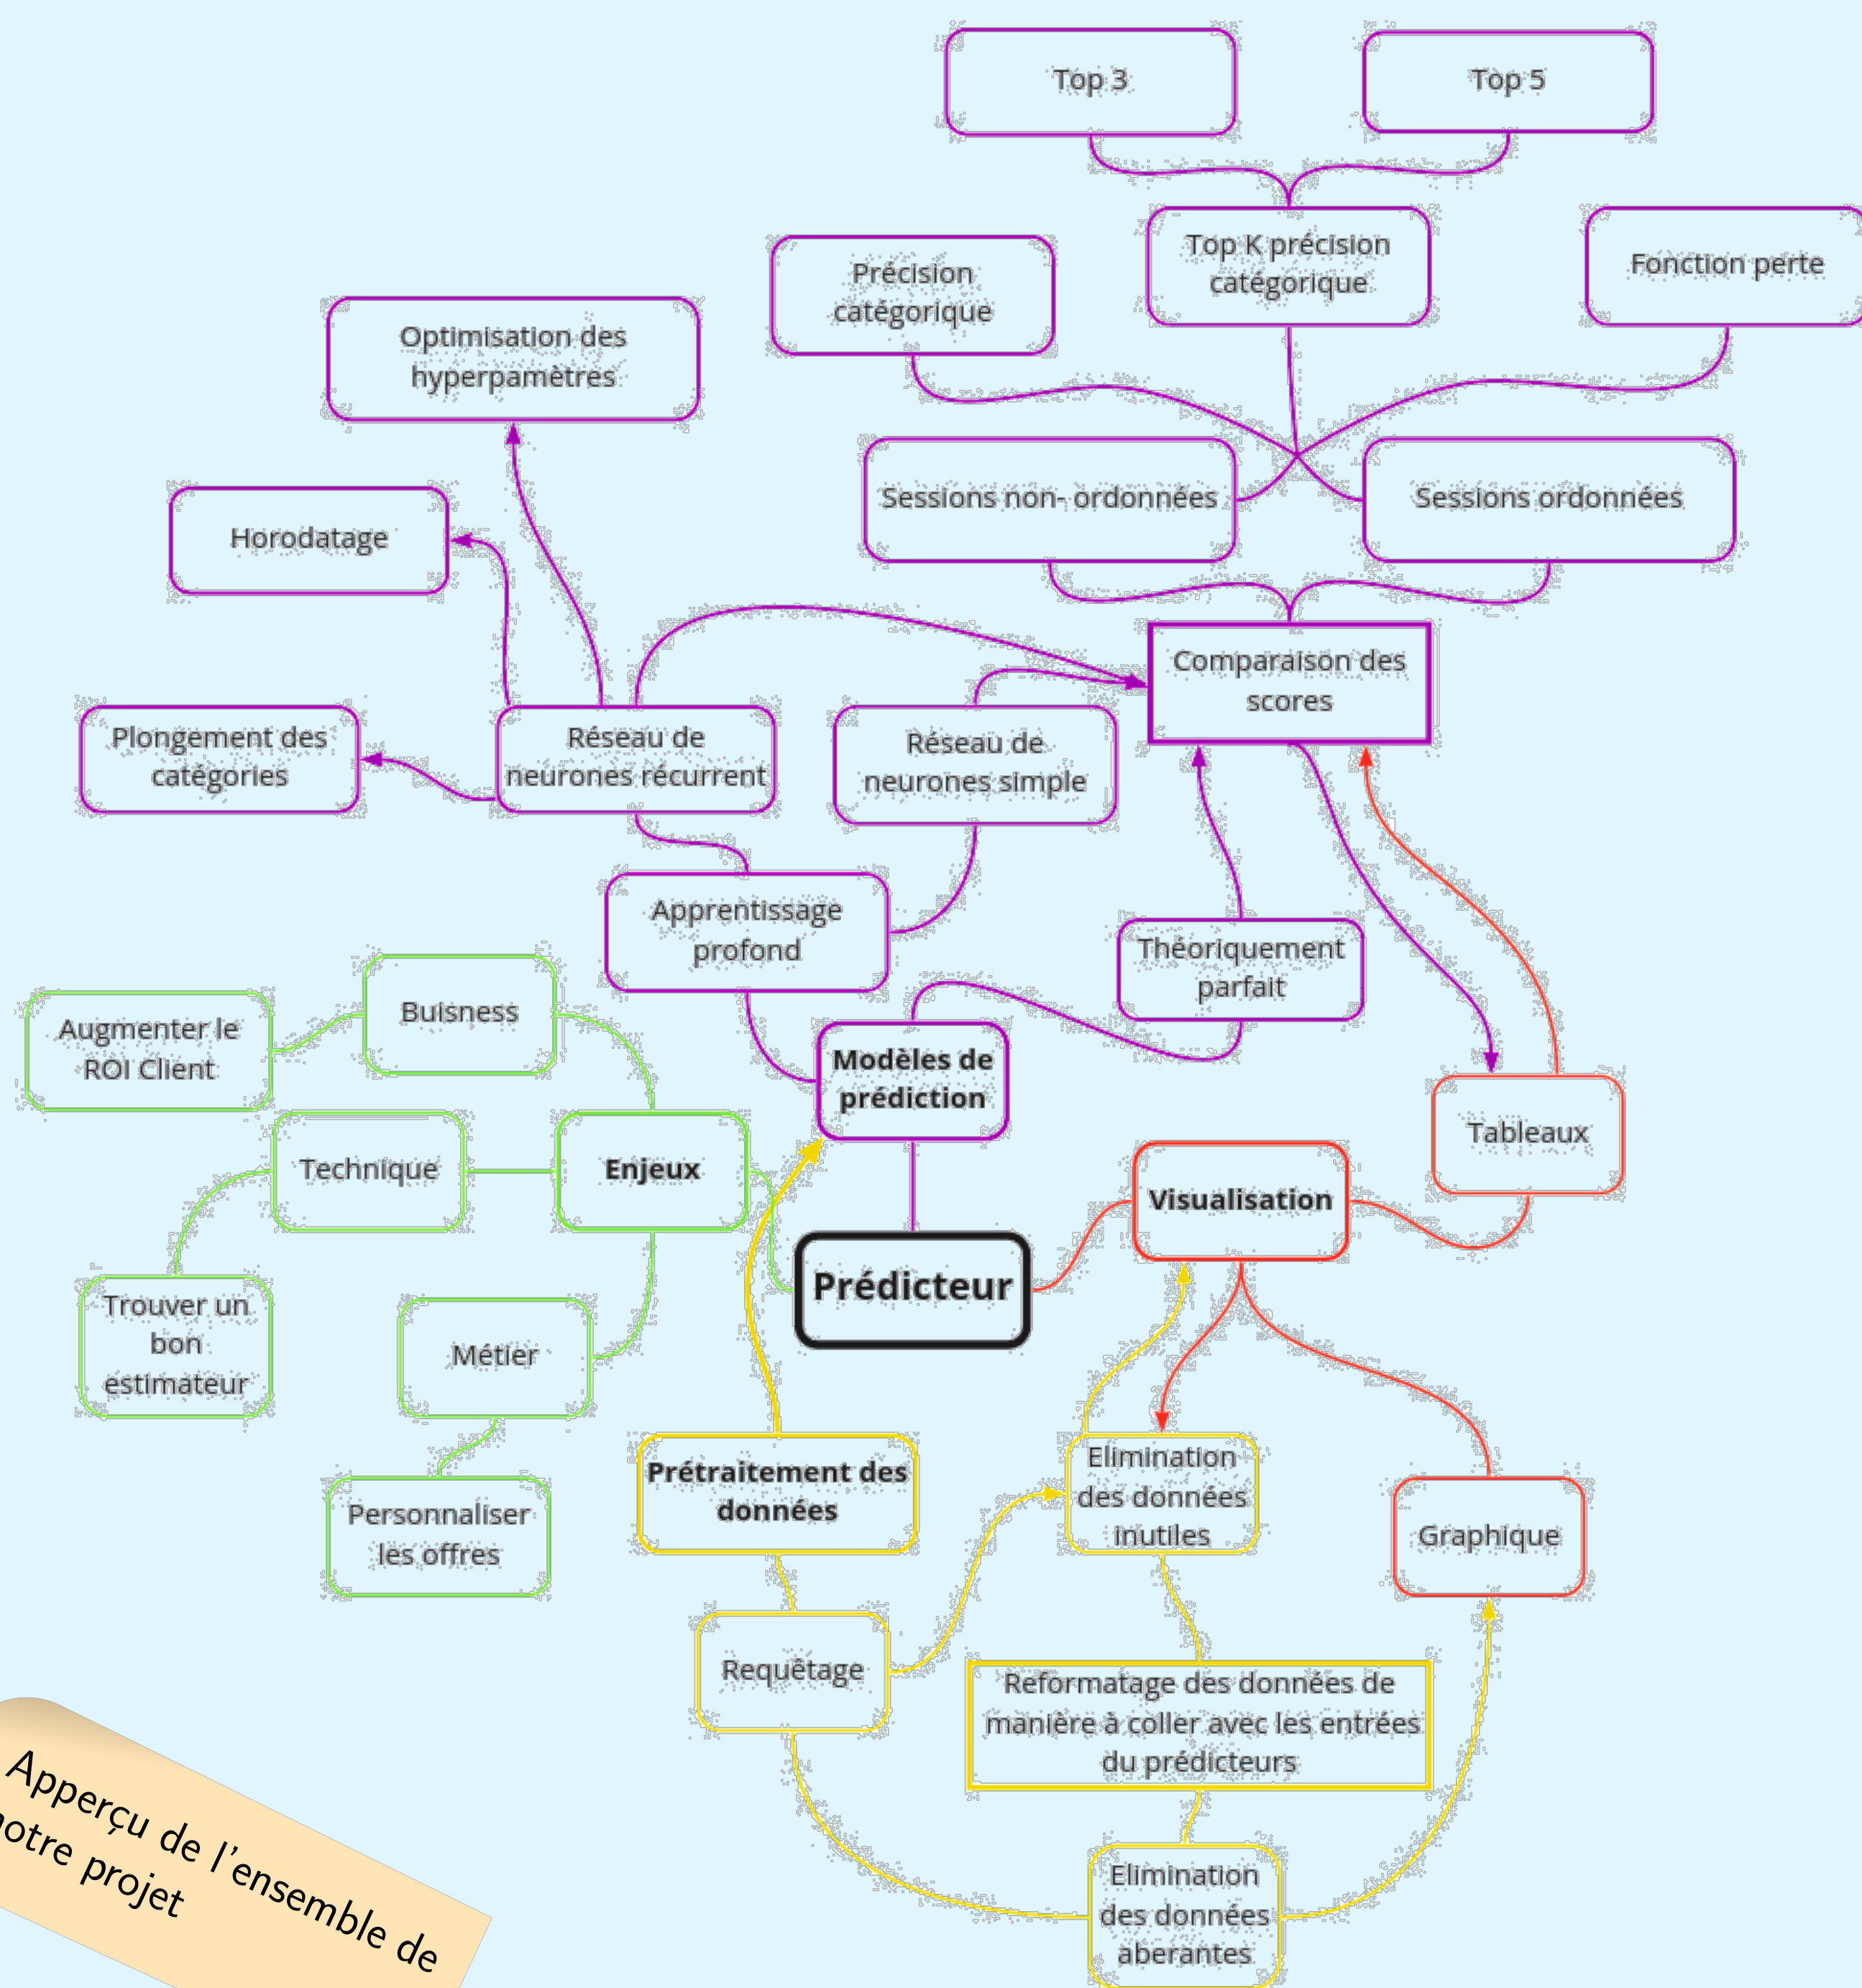 Top 3
Top 5
Top K précision
catégorique
Fonction perte
Précision
catégorique
Optimisation des
hyperpamètres
Sessions non- ordonnées
Sessions ordonnées
Horodatage
Comparaison des
scores
Plongement des
catégories
Réseau de
neurones récurrent
Réseau de
neurones simple
Apprentissage
profond
Théoriquement
parfait
Buisness
Augmenter le
ROI Client
Modèles de
prédiction
Tableaux
Technique
Enjeux
Visualisation
Prédicteur
Trouver un
bon
estimateur
Métier
Prétraitement des
données
Elimination
des données
inutiles
Personnaliser
les offres
Graphique
Requêtage
Reformatage des données de
manière à coller avec les entrées
du prédicteurs
Elimination
des données
aberantes
Apperçu de l'ensemble de
notre projet